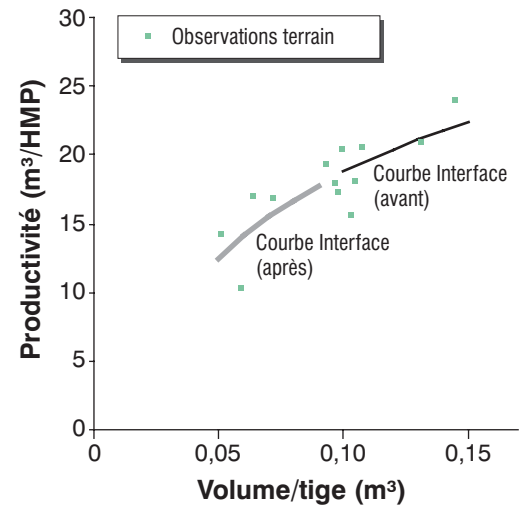 Observations terrain
Productivité (m³/HMP)
30
25
20
15
10
5
0
Courbe Interface
(avant)
Courbe Interface
(après)
0
0,05
0,10
0,15
Volume/tige (m³)